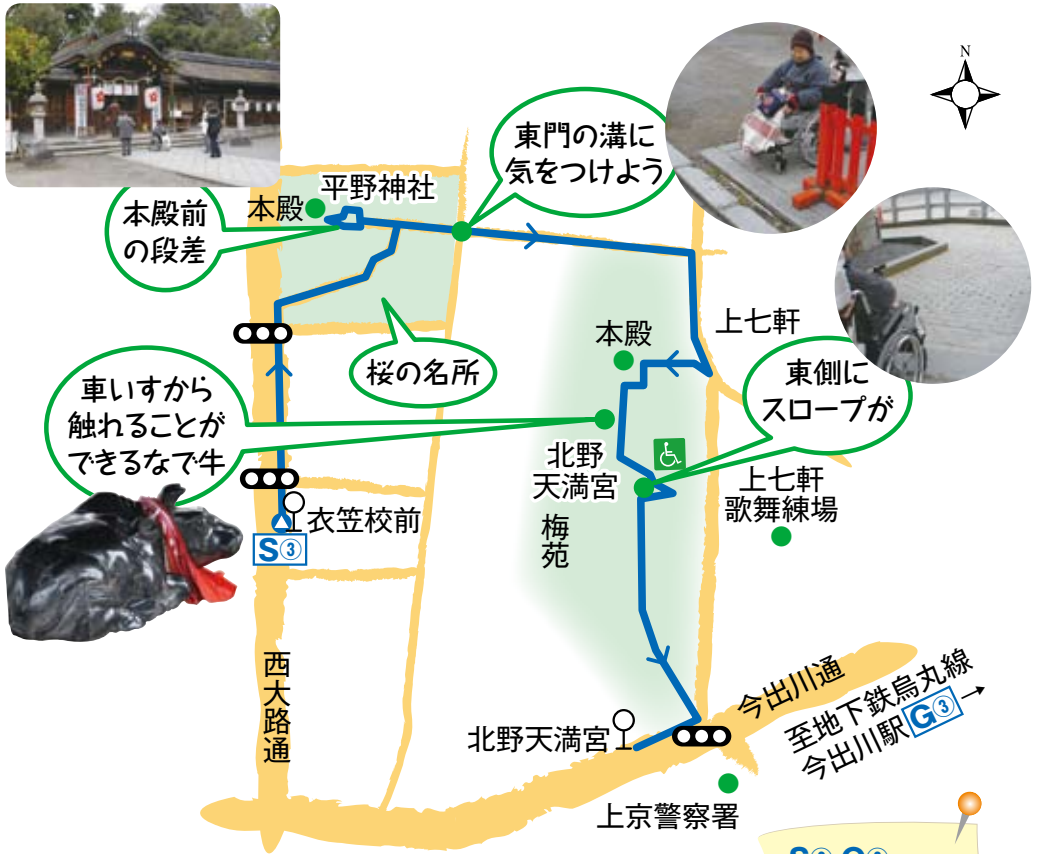 N
東門の溝に
気をつけよう
平野神社
本殿
本殿前
の段差
上七軒
本殿
桜の名所
東側に
スロープが
車いすから
触れることが
できるなで牛
北野
天満宮
上七軒
歌舞練場
衣笠校前
S③
梅苑
西大路通
今出川通
至地下鉄烏丸線
今出川駅G③→
北野天満宮
上京警察署